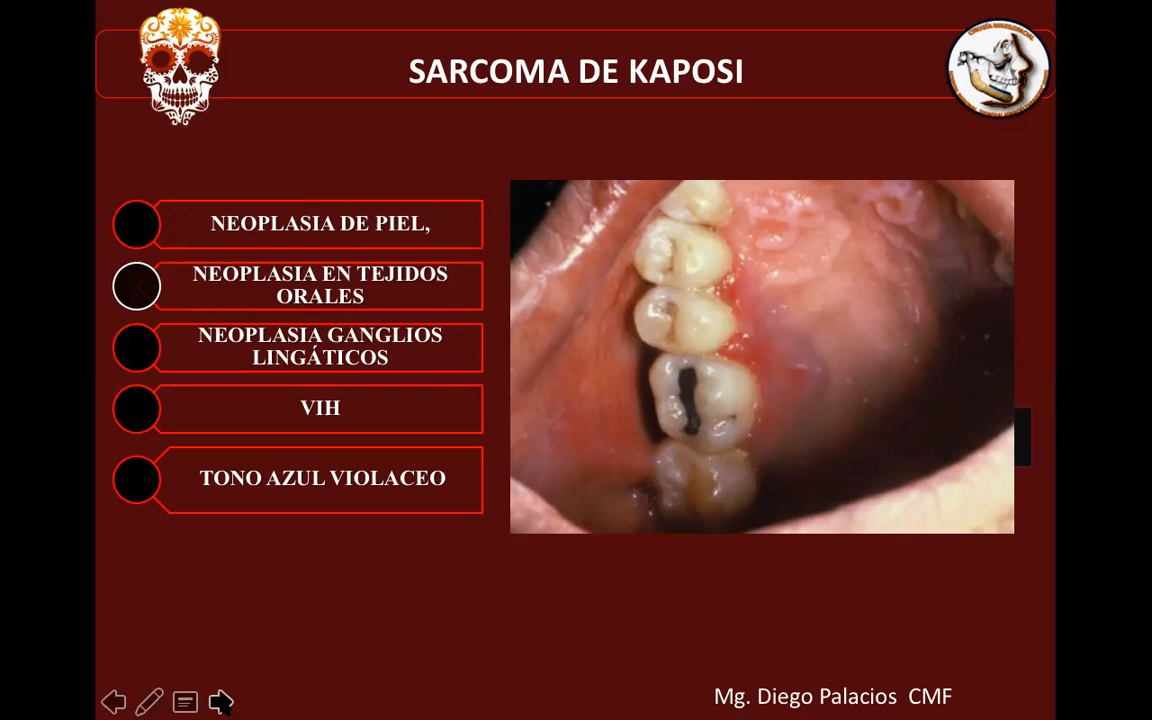 SARCOMA DE KAPOSI
NEOPLASIA DE PIEL,
NEOPLASIA EN TEJIDOS
ORALES
NEOPLASIA GANGLIOS
LINGÁTICOS
VIH
TONO AZUL VIOLACEO
Mg. Diego Palacios CMF